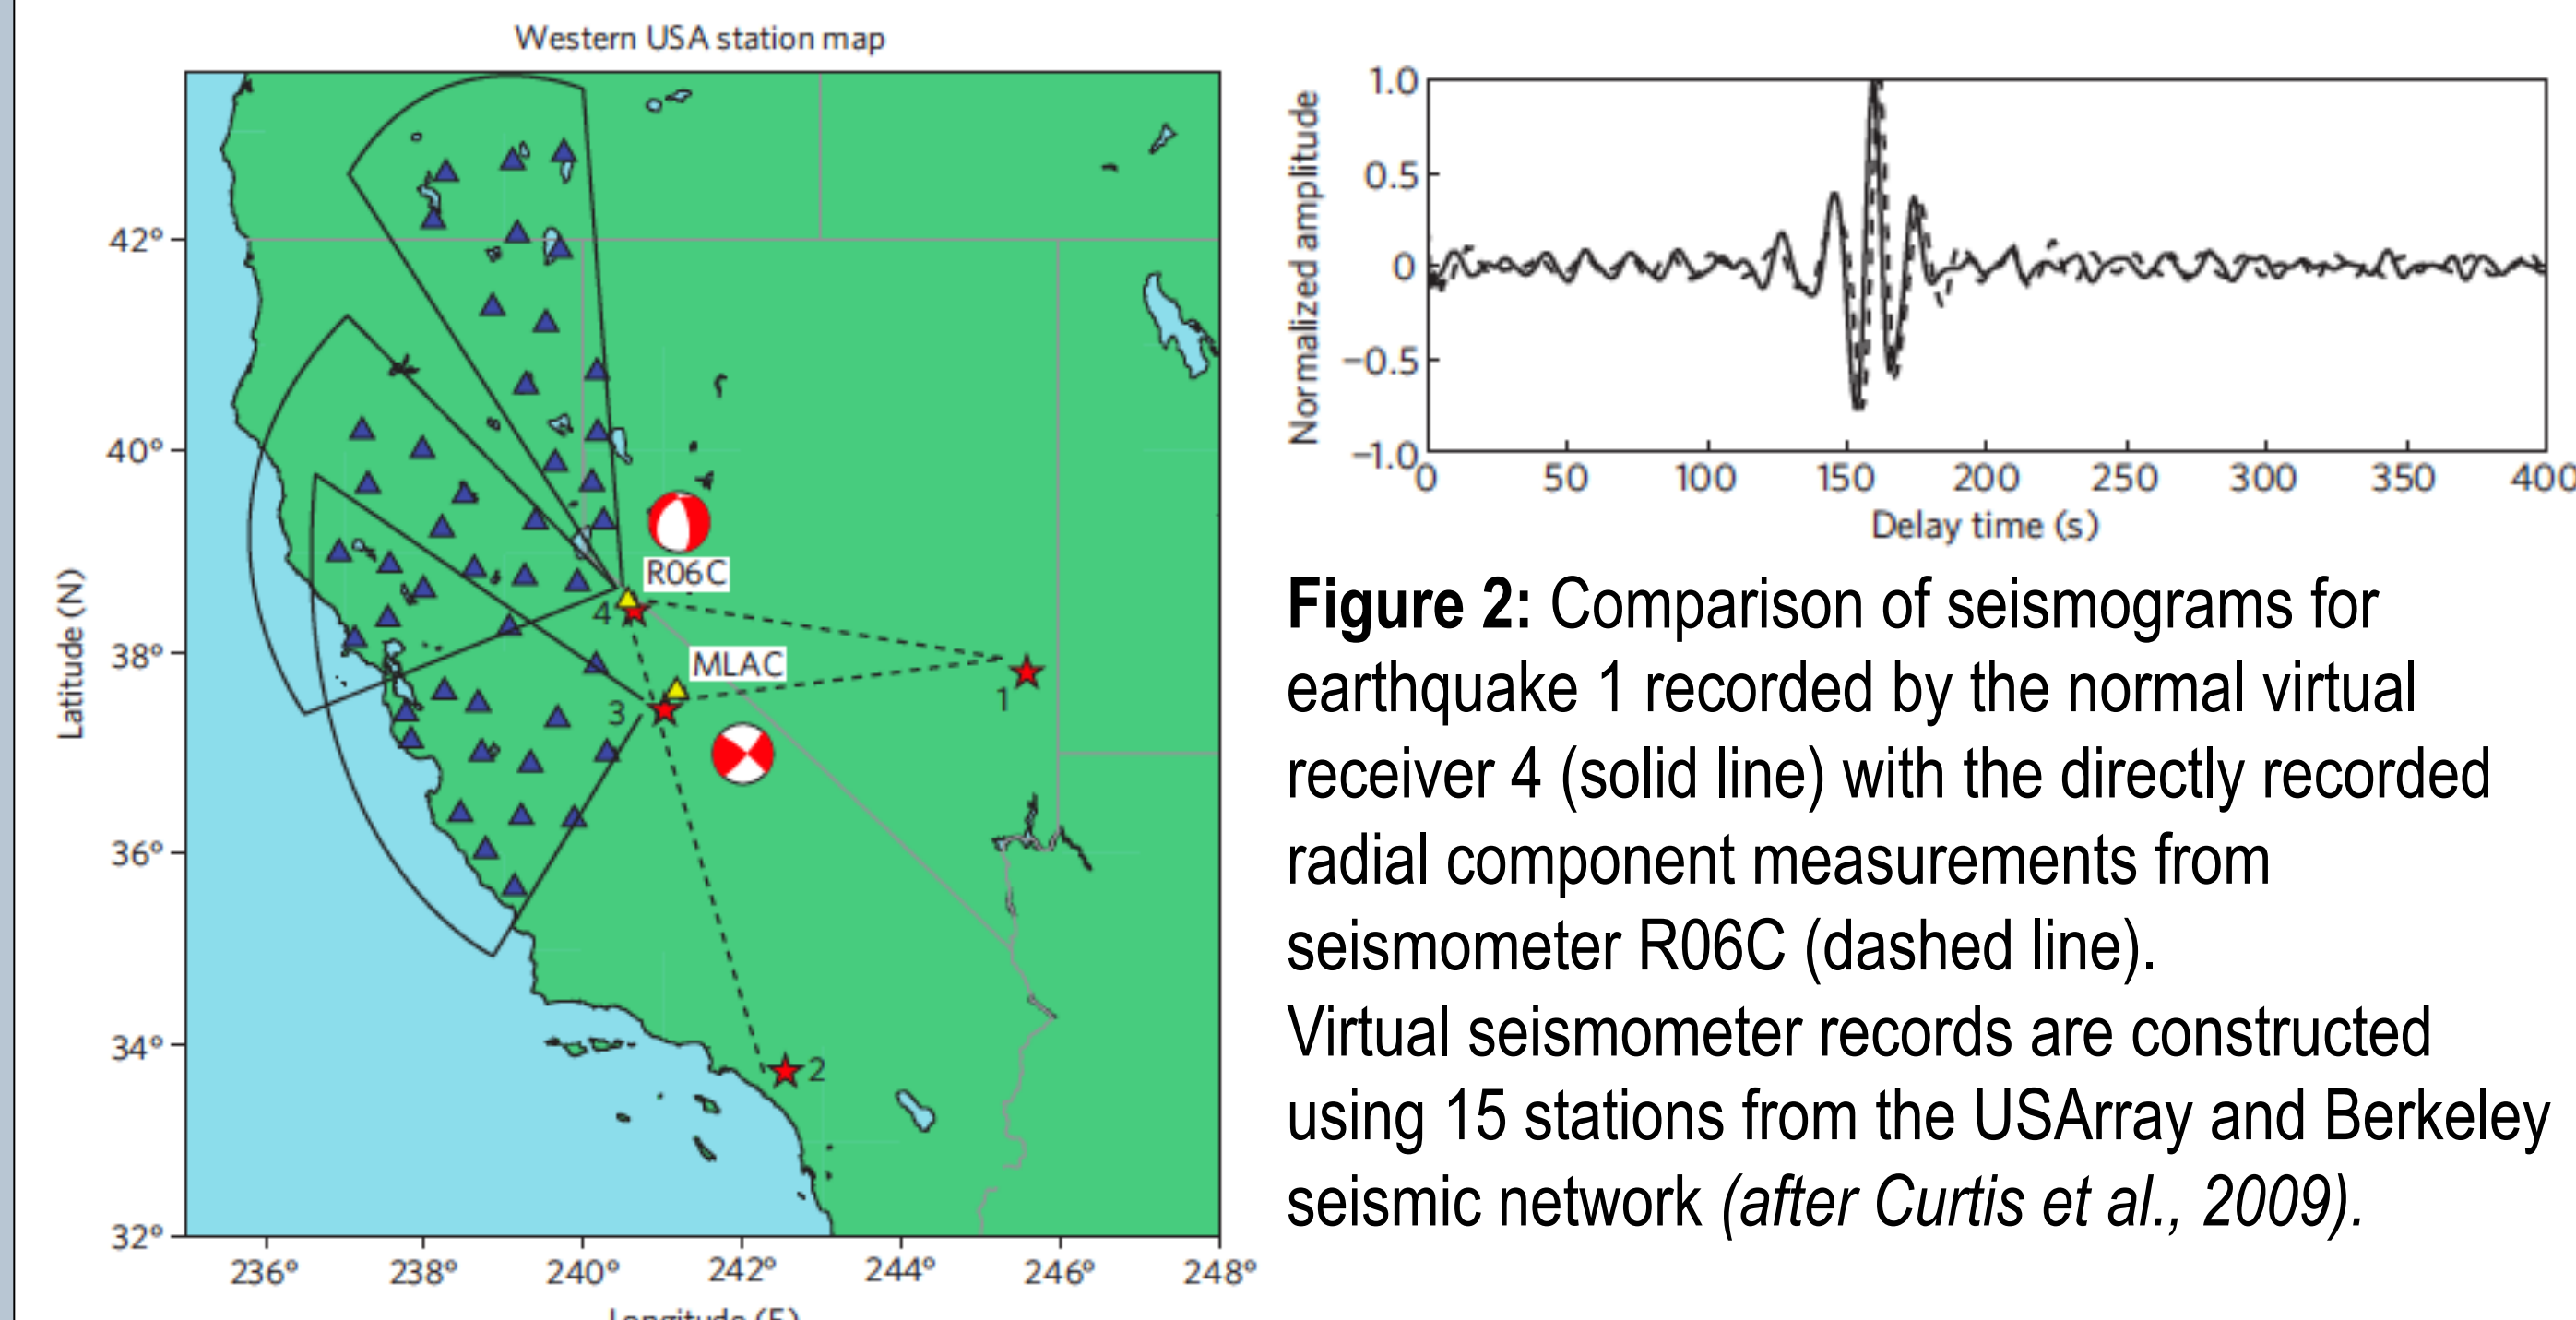 Western USA station map
42°
40°
38°
36°
34°
32°
Latitude (N)
236°
238°
240°
242°
244°
246°
248°
Longitude (E)
R06C
4
MLAC
3
1
2
1.0
0.5
0
−0.5
−1.0
Normalized amplitude
0
50
100
150
200
250
300
350
400
Delay time (s)
Figure 2: Comparison of seismograms for
earthquake 1 recorded by the normal virtual
receiver 4 (solid line) with the directly recorded
radial component measurements from
seismometer R06C (dashed line).
Virtual seismometer records are constructed
using 15 stations from the USArray and Berkeley
seismic network (after Curtis et al., 2009).